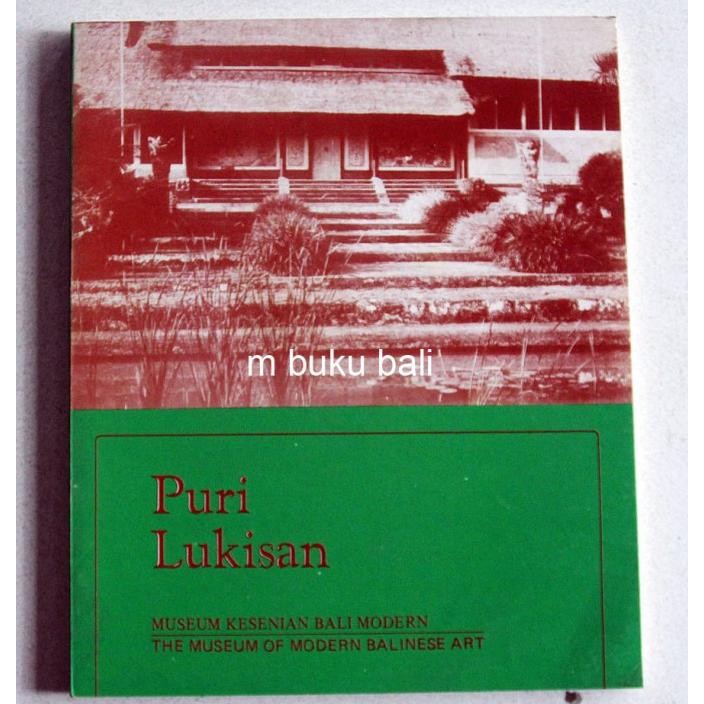 m buku bali
Puri
Lukisan
MUSEUM KESENIAN BALI MODERN
THE MUSEUM OF MODERN BALINESE ART